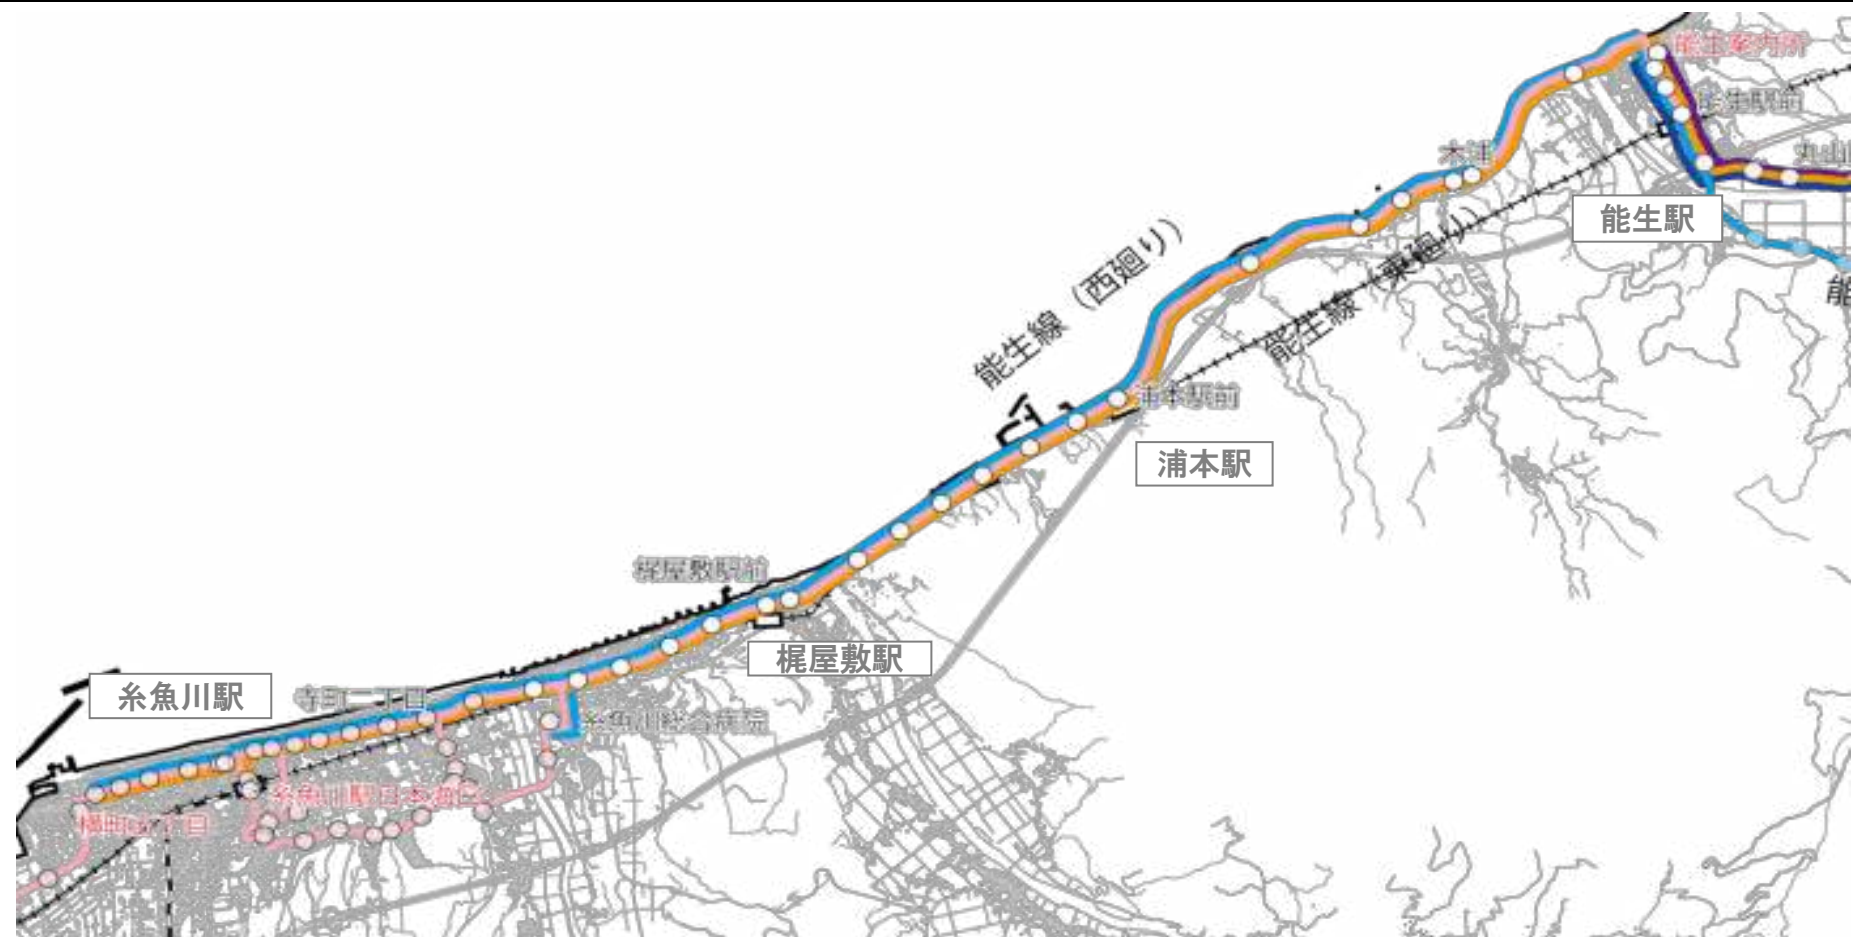 能生案内所
能生駅前
木浦
丸山
能生駅
能生線（西廻り）
能生線（東廻り）
能
浦本駅前
浦本駅
梶屋敷駅前
梶屋敷駅
糸魚川駅
寺町二丁目
糸魚川総合病院
糸魚川駅日本海口